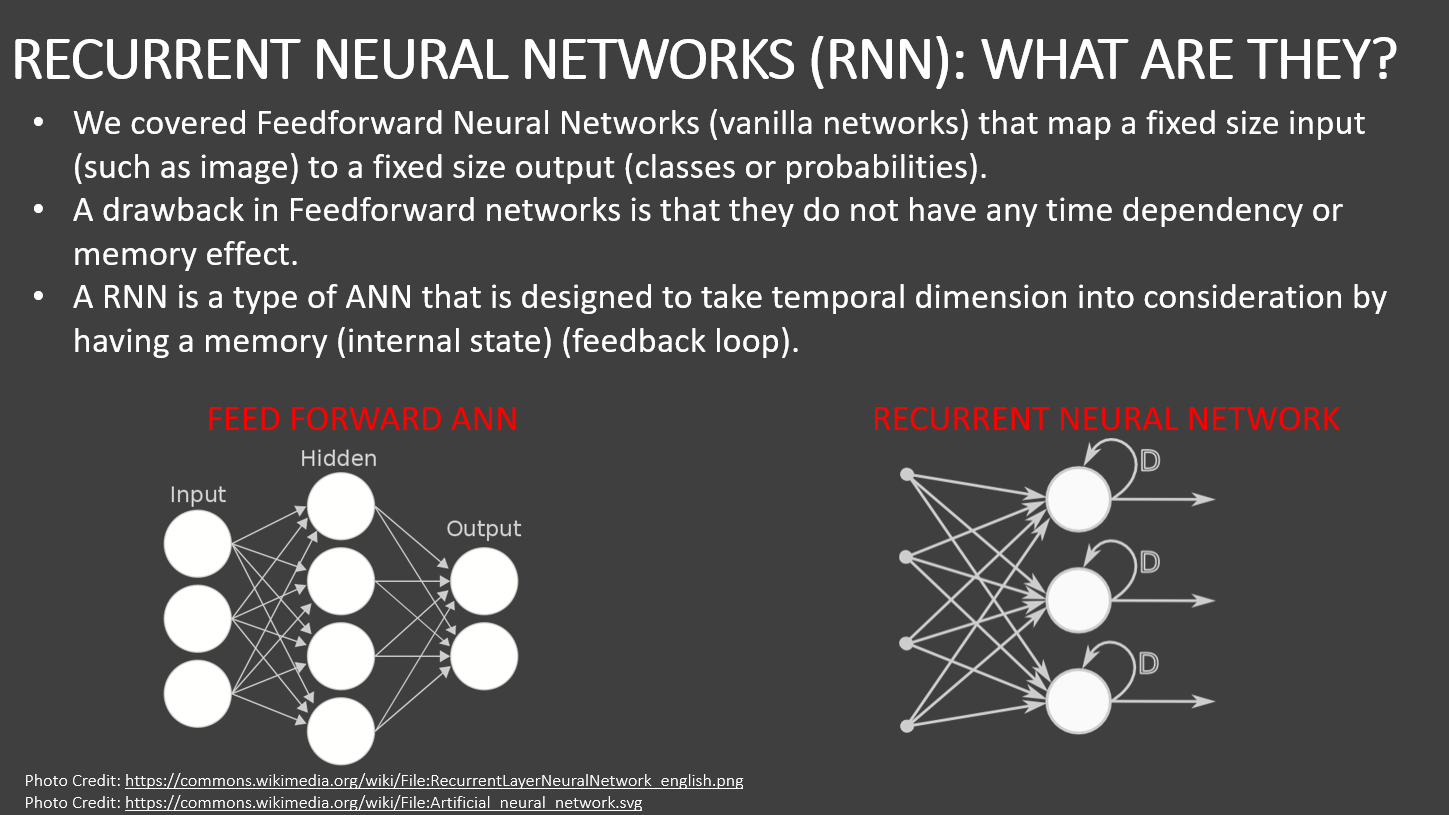 RECURRENT NEURAL NETWORKS (RNN): WHAT ARE THEY?
• We covered Feedforward Neural Networks (vanilla networks) that map a fixed size input
(such as image) to a fixed size output (classes or probabilities).
• A drawback in Feedforward networks is that they do not have any time dependency or
memory effect.
• A RNN is a type of ANN that is designed to take temporal dimension into consideration by
having a memory (internal state) (feedback loop).
FEED FORWARD ANN
Hidden
Input
Output
RECURRENT NEURAL NETWORK
D
D
D
Photo Credit: https://commons.wikimedia.org/wiki/File:RecurrentLayerNeuralNetwork_english.png
Photo Credit: https://commons.wikimedia.org/wiki/File:Artificial_neural_network.svg